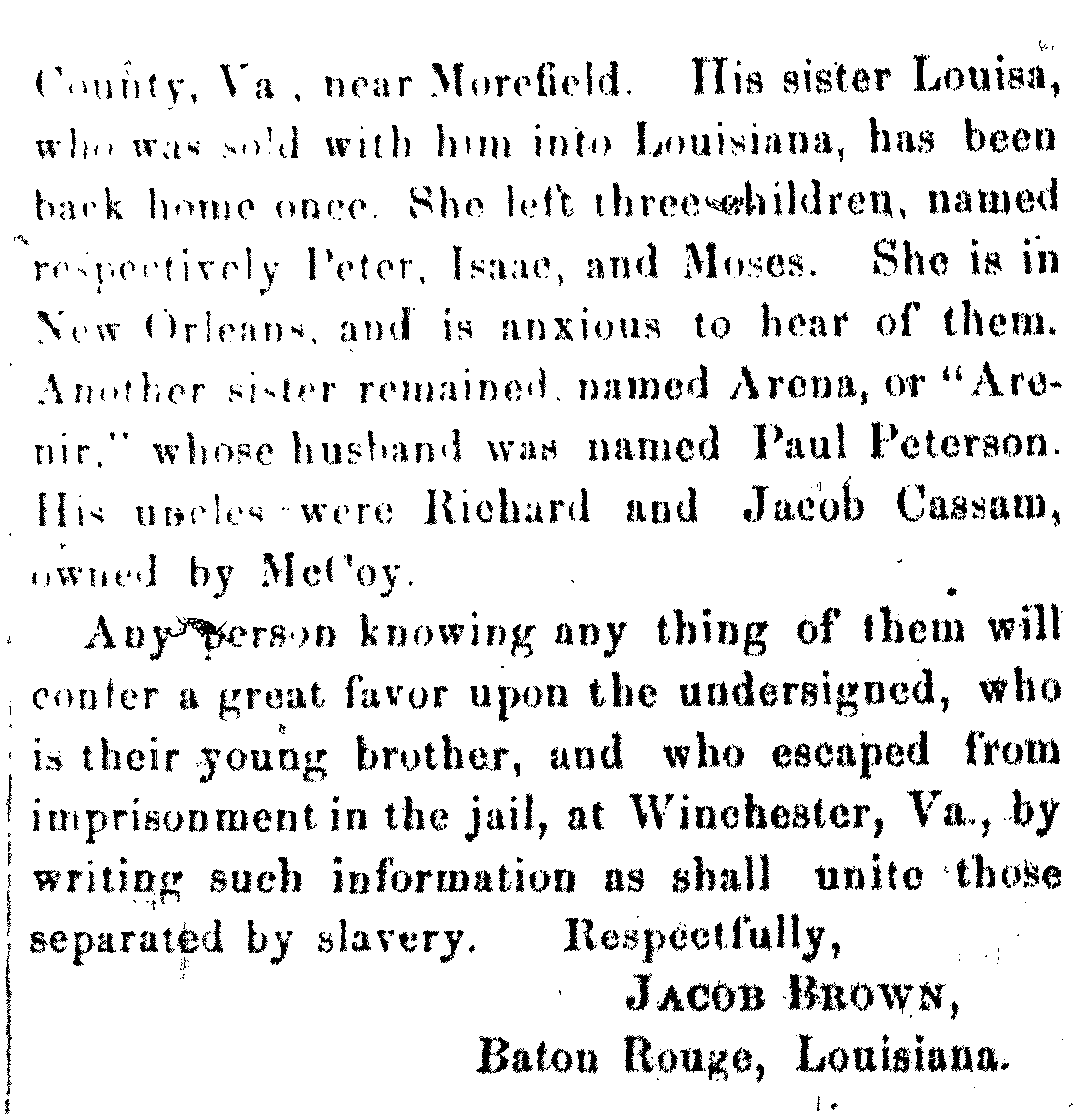 County, Va., near Morefield. His sister Louisa,
who was sold with him into Louisiana, has been
back home once. She left three children, named
respectively Peter, Isaac, and Moses. She is in
New Orleans, and is anxious to hear of them.
Another sister remained, named Arena, or "Are-
nir," whose husband was named Paul Peterson.
His uncles were Richard and Jacob Cassam,
owned by McCoy.
Any person knowing any thing of them will
confer a great favor upon the undersigned, who
is their young brother, and who escaped from
imprisonment in the jail, at Winchester, Va., by
writing such information as shall unite those
separated by slavery. Respectfully,
JACOB BROWN,
Baton Rouge, Louisiana.